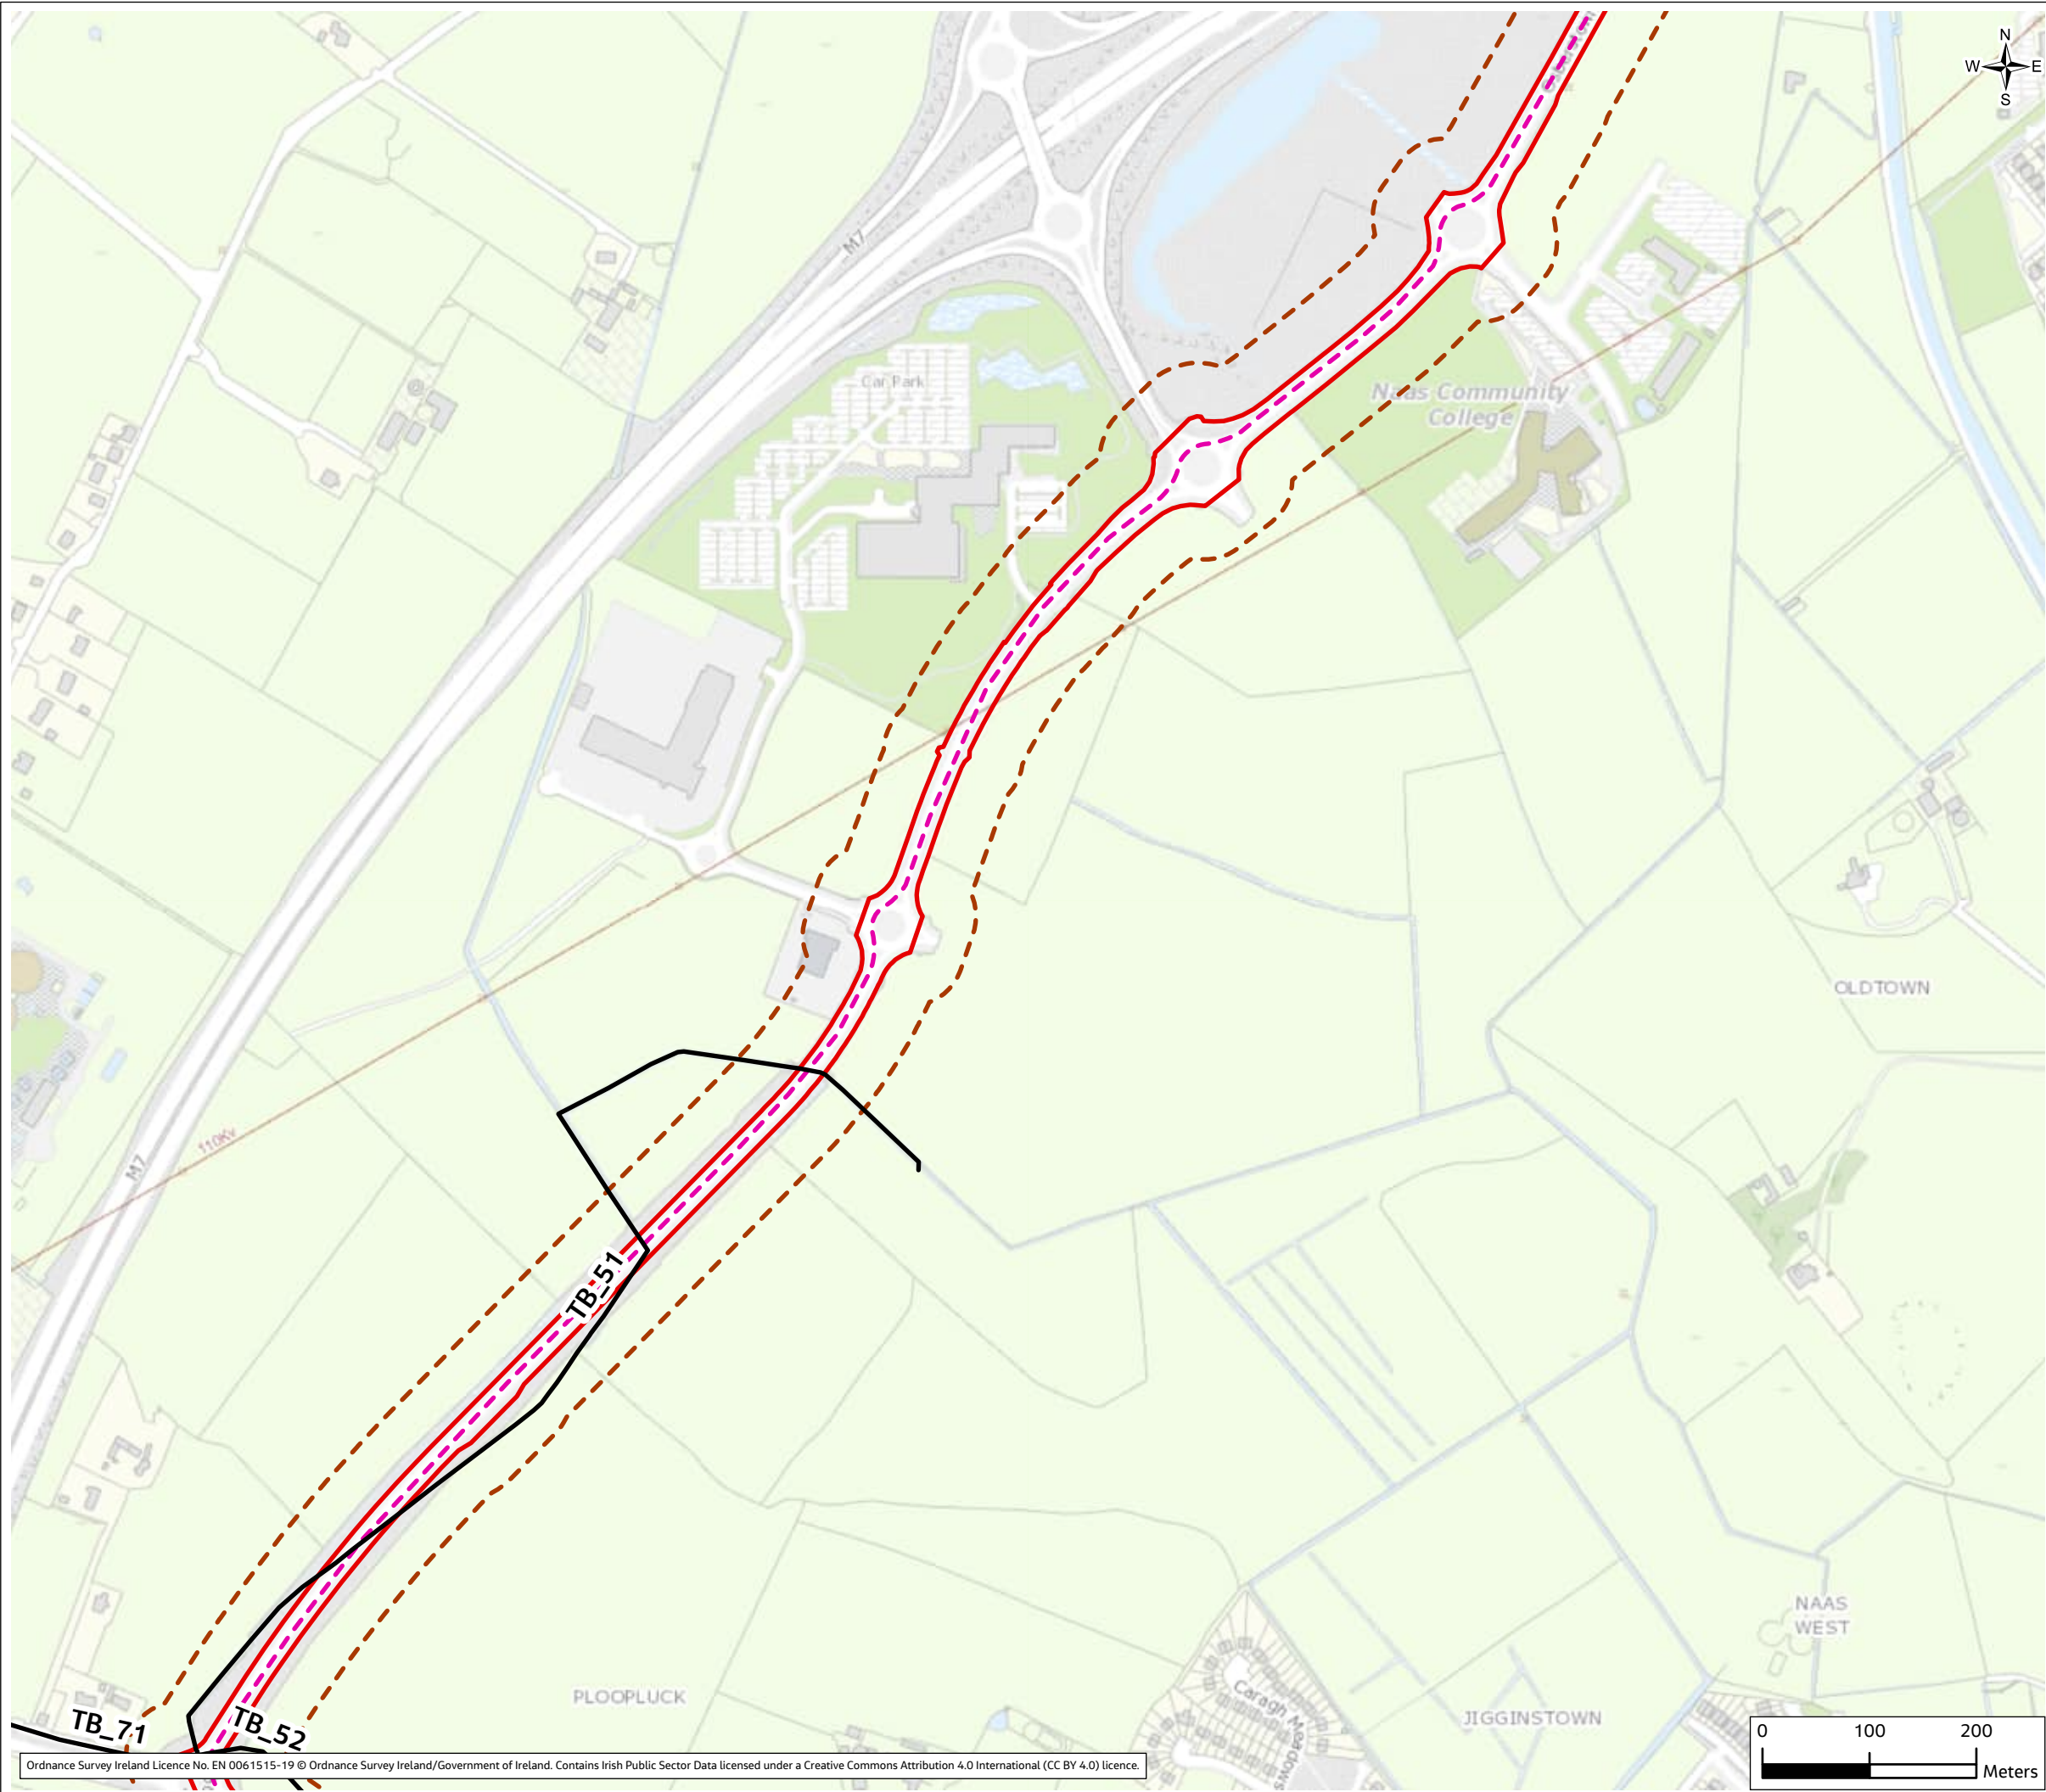 N
W E
S
M7
Car Park
Naas Community
College
OLDTOWN
110Kv
M7
TB_51
NAAS
WEST
PLOOPLUCK
Caragh
JIGGINSTOWN
TB_71
TB_52
0 100 200
Meters
Ordnance Survey Ireland Licence No. EN 0061515-19 © Ordnance Survey Ireland/Government of Ireland. Contains Irish Public Sector Data licensed under a Creative Commons Attribution 4.0 International (CC BY 4.0) licence.